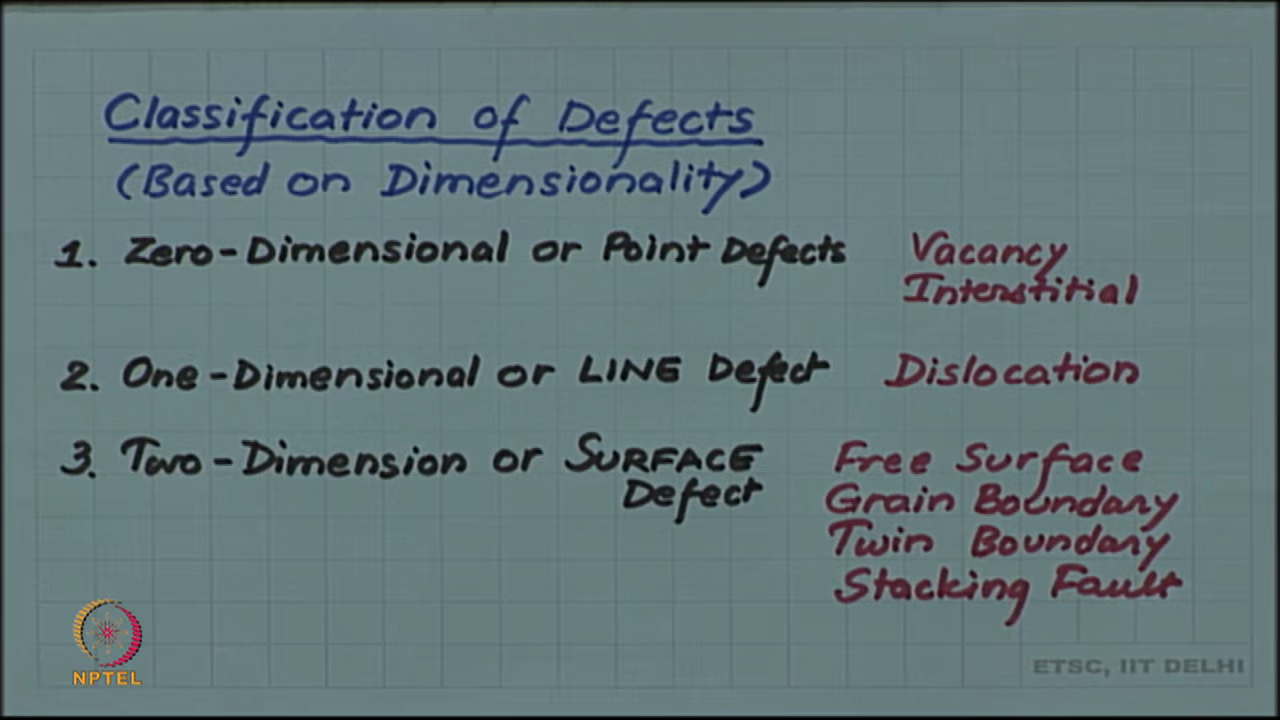 Classification of Defects
(Based on Dimensionality)
1. Zero-Dimensional or Point Defects Vacancy
Interstitial
2. One-Dimensional or LINE Defect Dislocation
3. Two-Dimension or SURFACE Free Surface
Defect Grain Boundary
Twin Boundary
Stacking Fault
NPTEL
ETSC, IIT DELHI